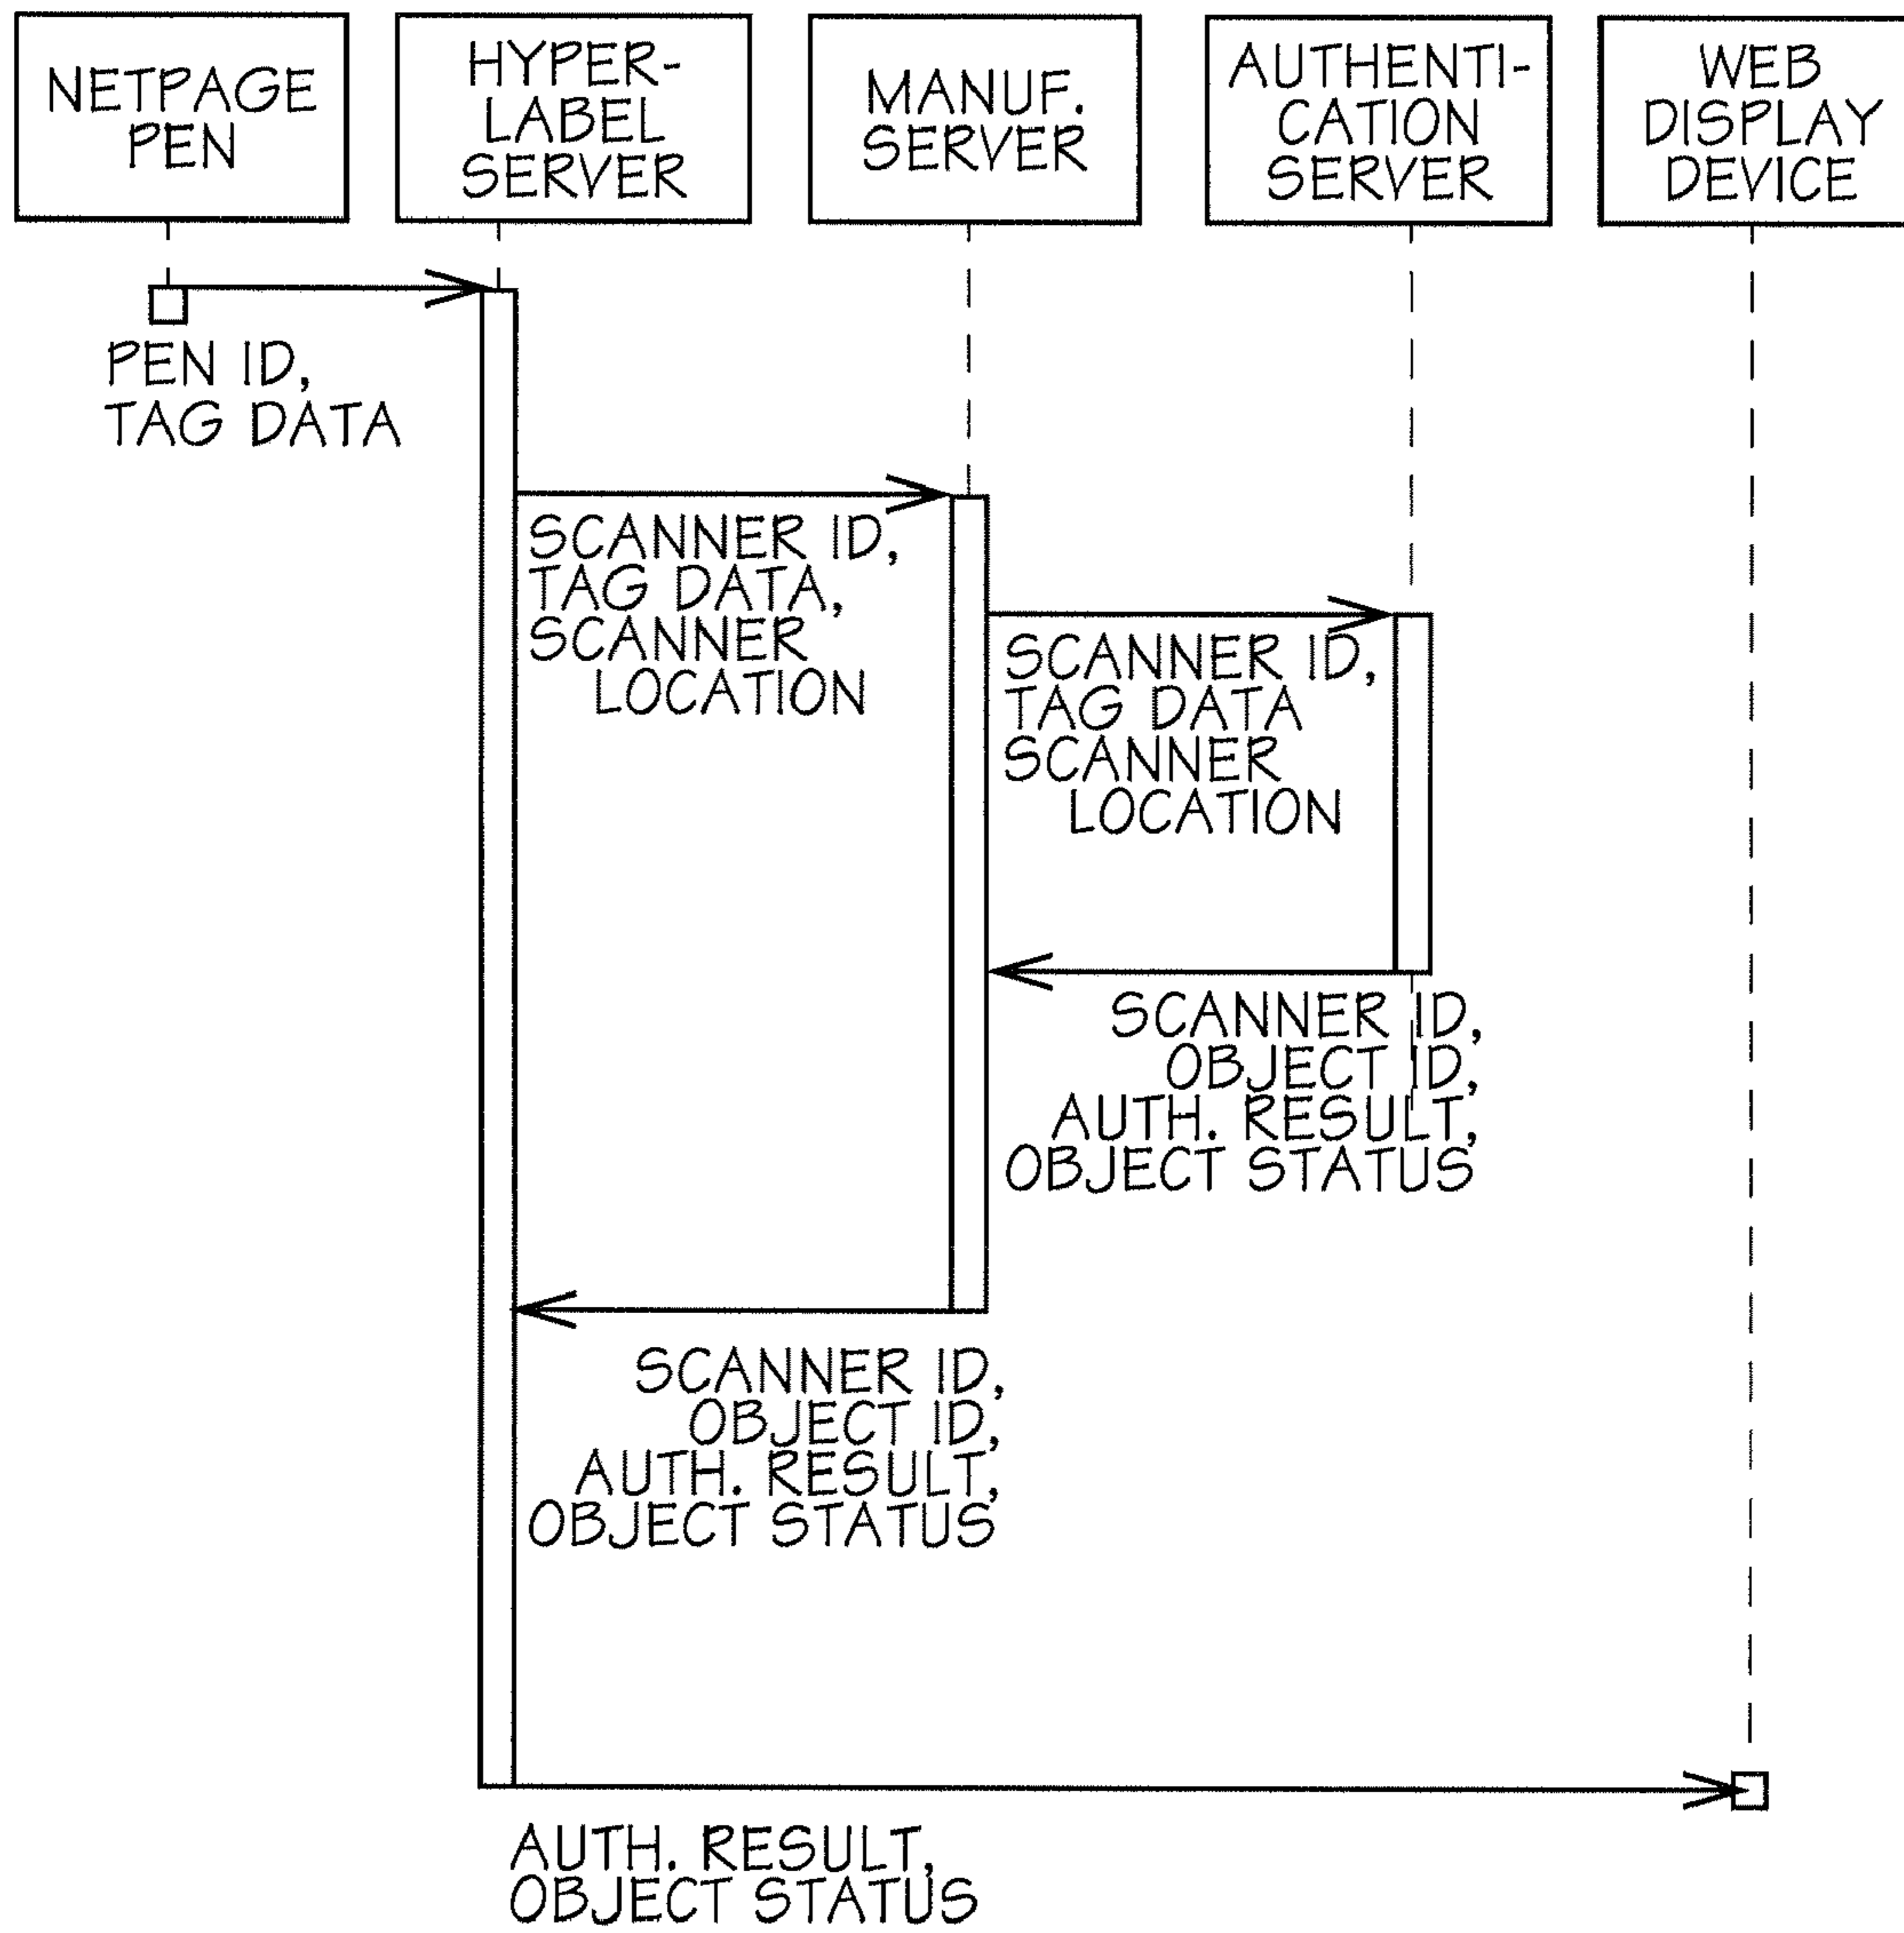 NETPAGE
PEN
HYPER-
LABEL
SERVER
MANUF.
SERVER
AUTHENTI-
CATION
SERVER
WEB
DISPLAY
DEVICE
PEN ID,
TAG DATA
SCANNER ID,
TAG DATA,
SCANNER
LOCATION
SCANNER ID,
TAG DATA
SCANNER
LOCATION
SCANNER ID,
OBJECT ID,
AUTH. RESULT,
OBJECT STATUS
SCANNER ID,
OBJECT ID,
AUTH. RESULT,
OBJECT STATUS
AUTH. RESULT,
OBJECT STATUS